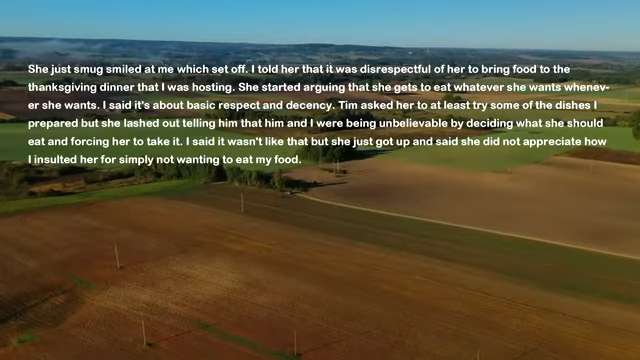 She just smug smiled at me which set off. I told her that it was disrespectful of her to bring food to the
thanksgiving dinner that I was hosting. She started arguing that she gets to eat whatever she wants whenev-
er she wants. I said it's about basic respect and decency. Tim asked her to at least try some of the dishes I
prepared but she lashed out telling him that him and I were being unbelievable by deciding what she should
eat and forcing her to take it. I said it wasn't like that but she just got up and said she did not appreciate how
I insulted her for simply not wanting to eat my food.